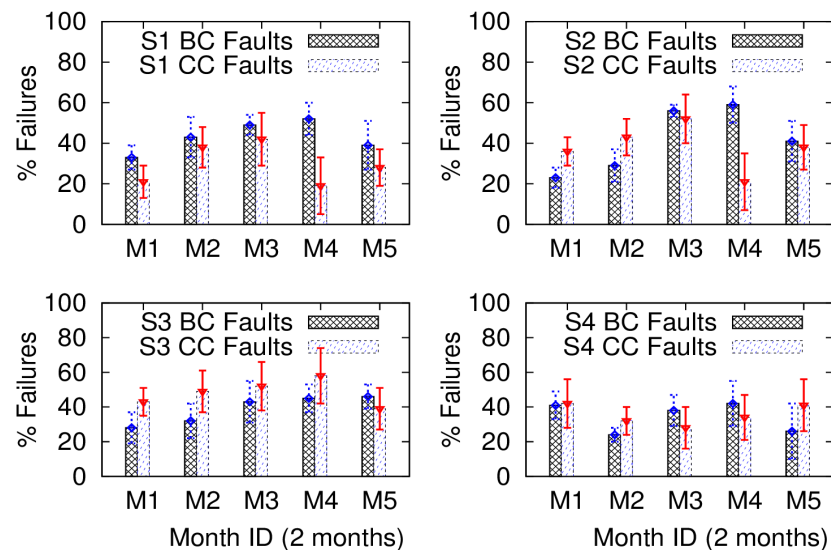 100
80
60
40
20
0
% Failures
S1 BC Faults
S1 CC Faults
M1 M2 M3 M4 M5
100
80
60
40
20
0
% Failures
S2 BC Faults
S2 CC Faults
M1 M2 M3 M4 M5
100
80
60
40
20
0
% Failures
S3 BC Faults
S3 CC Faults
M1 M2 M3 M4 M5
Month ID (2 months)
100
80
60
40
20
0
% Failures
S4 BC Faults
S4 CC Faults
M1 M2 M3 M4 M5
Month ID (2 months)